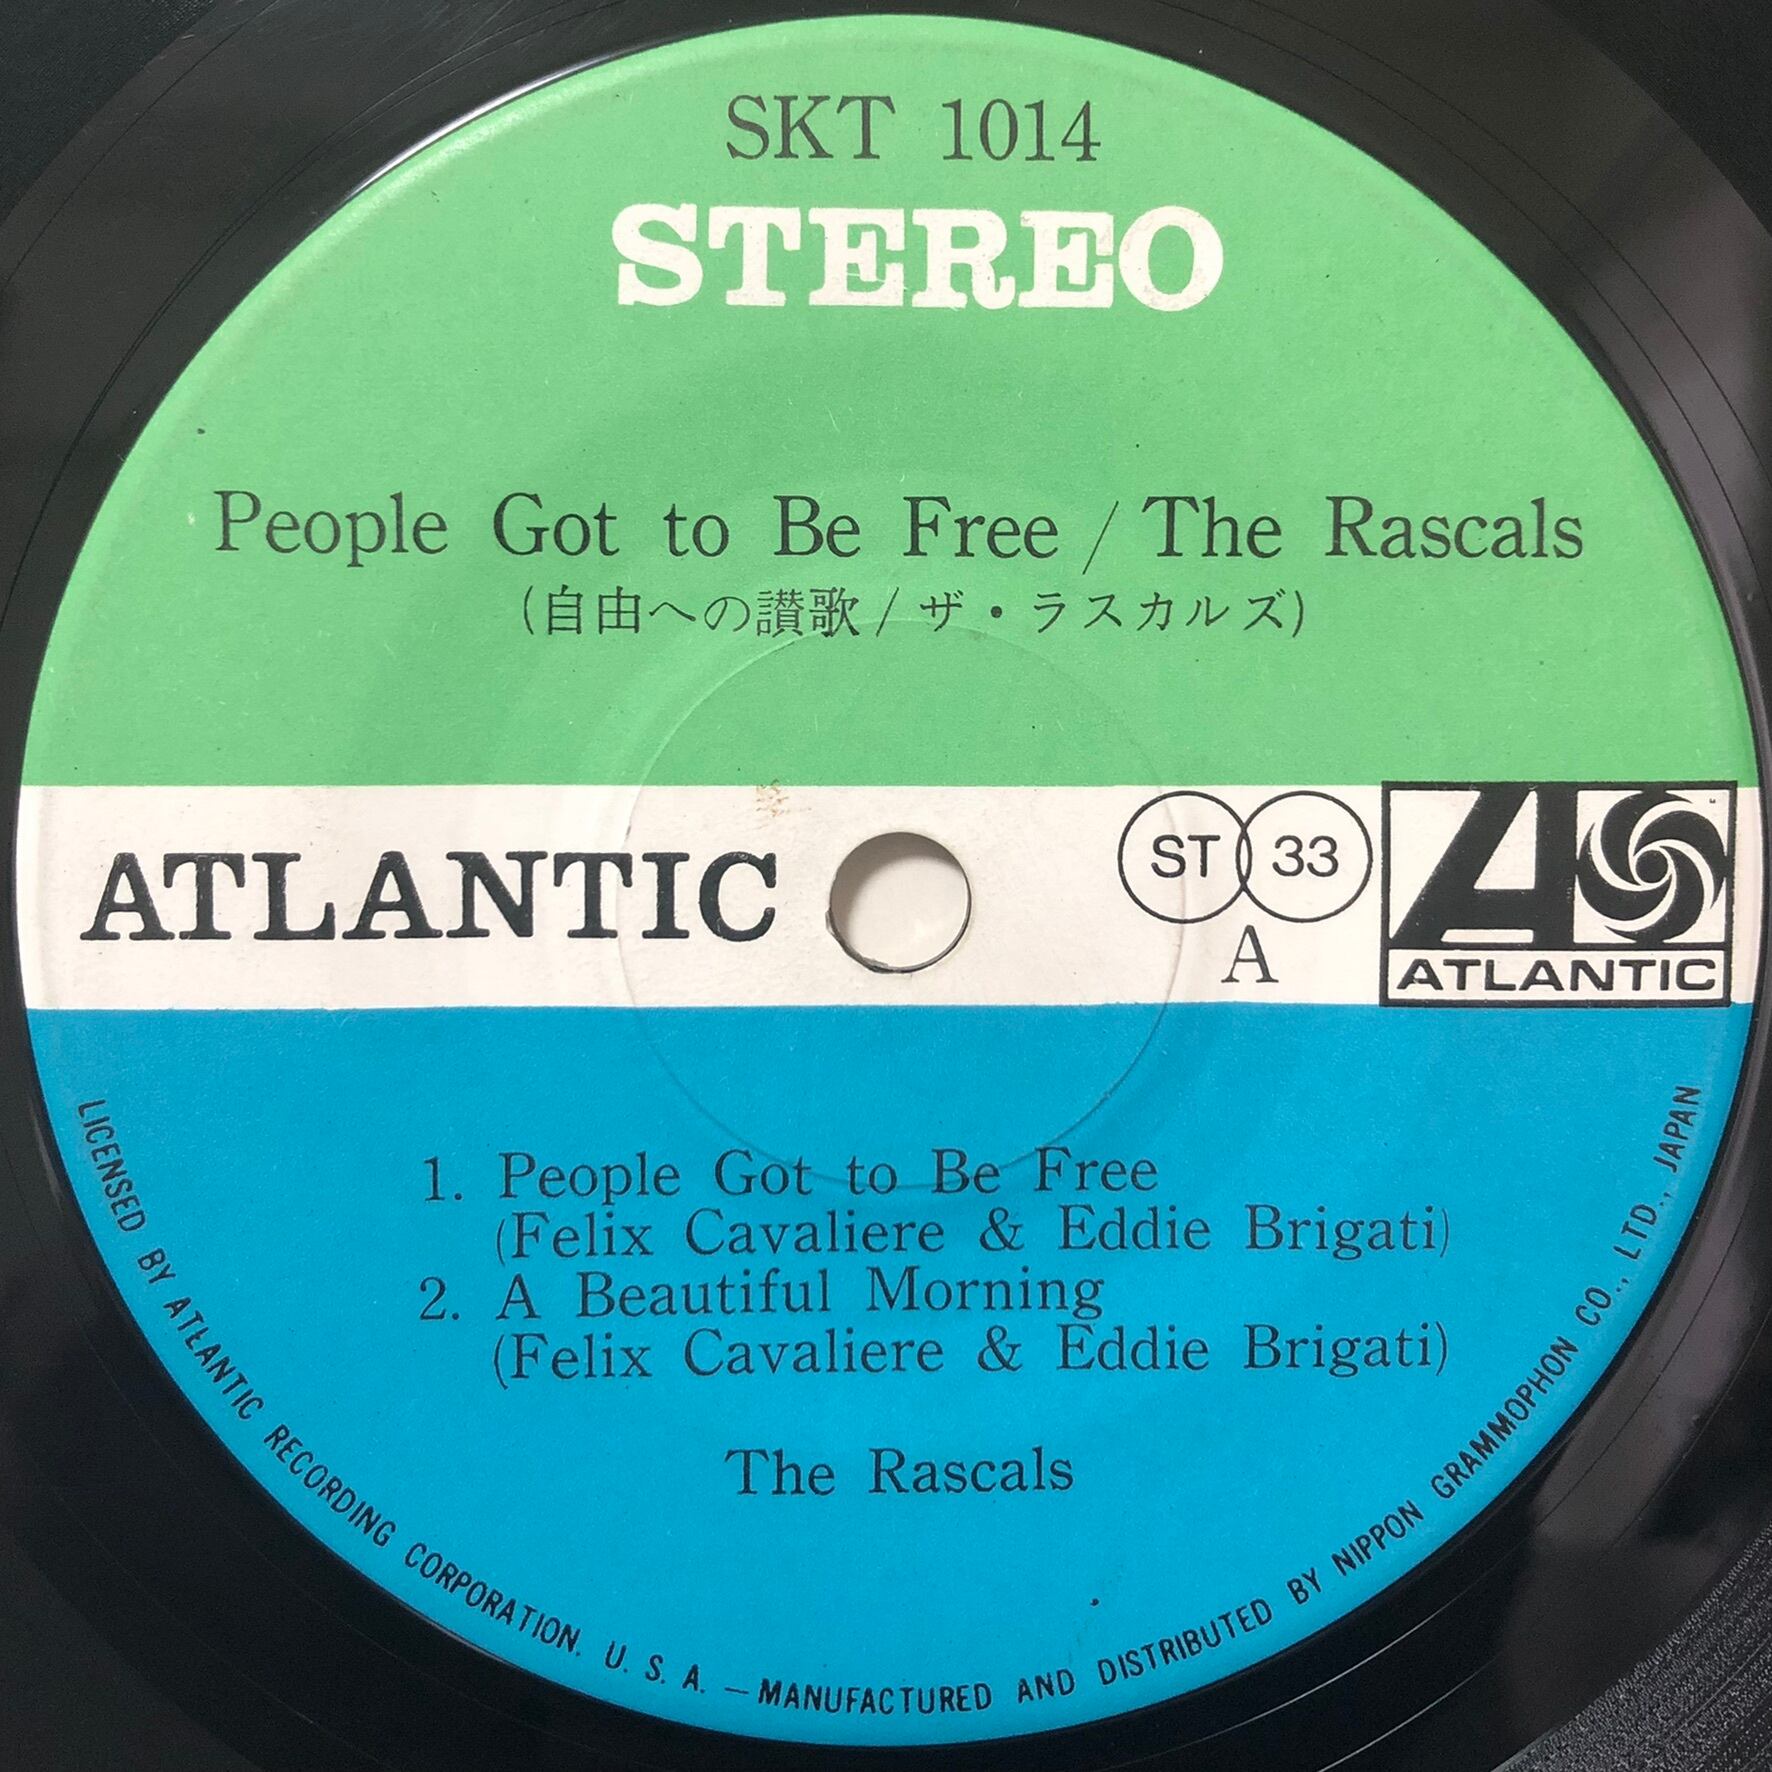 SKT 1014
STEREO
People Got to Be Free / The Rascals
(自由への讃歌 / ザ・ラスカルズ)
ATLANTIC
ST 33
A
ATLANTIC
1. People Got to Be Free
(Felix Cavaliere & Eddie Brigati)
2. A Beautiful Morning
(Felix Cavaliere & Eddie Brigati)
The Rascals
LICENSED BY ATLANTIC RECORDING CORPORATION. U. S. A. — MANUFACTURED AND DISTRIBUTED BY NIPPON GRAMMOPHON CO., LTD., JAPAN